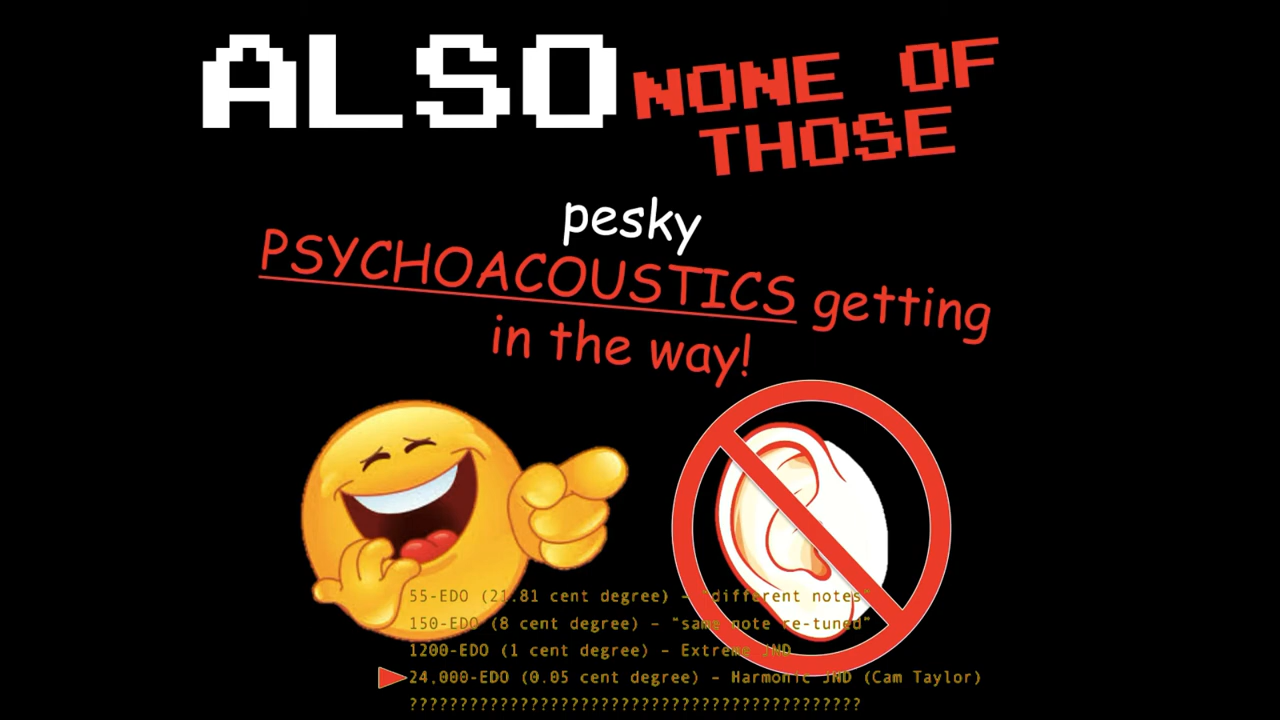 ALSO NONE OF
THOSE
pesky
PSYCHOACOUSTICS getting
in the way!
55-EDO (21.81 cent degree) – "different notes"
150-EDO (8 cent degree) – "same note re-tuned"
1200-EDO (1 cent degree) – Extreme JND
24,000-EDO (0.05 cent degree) – Harmonic JND (Cam Taylor)
??????????????????????????????????????????????